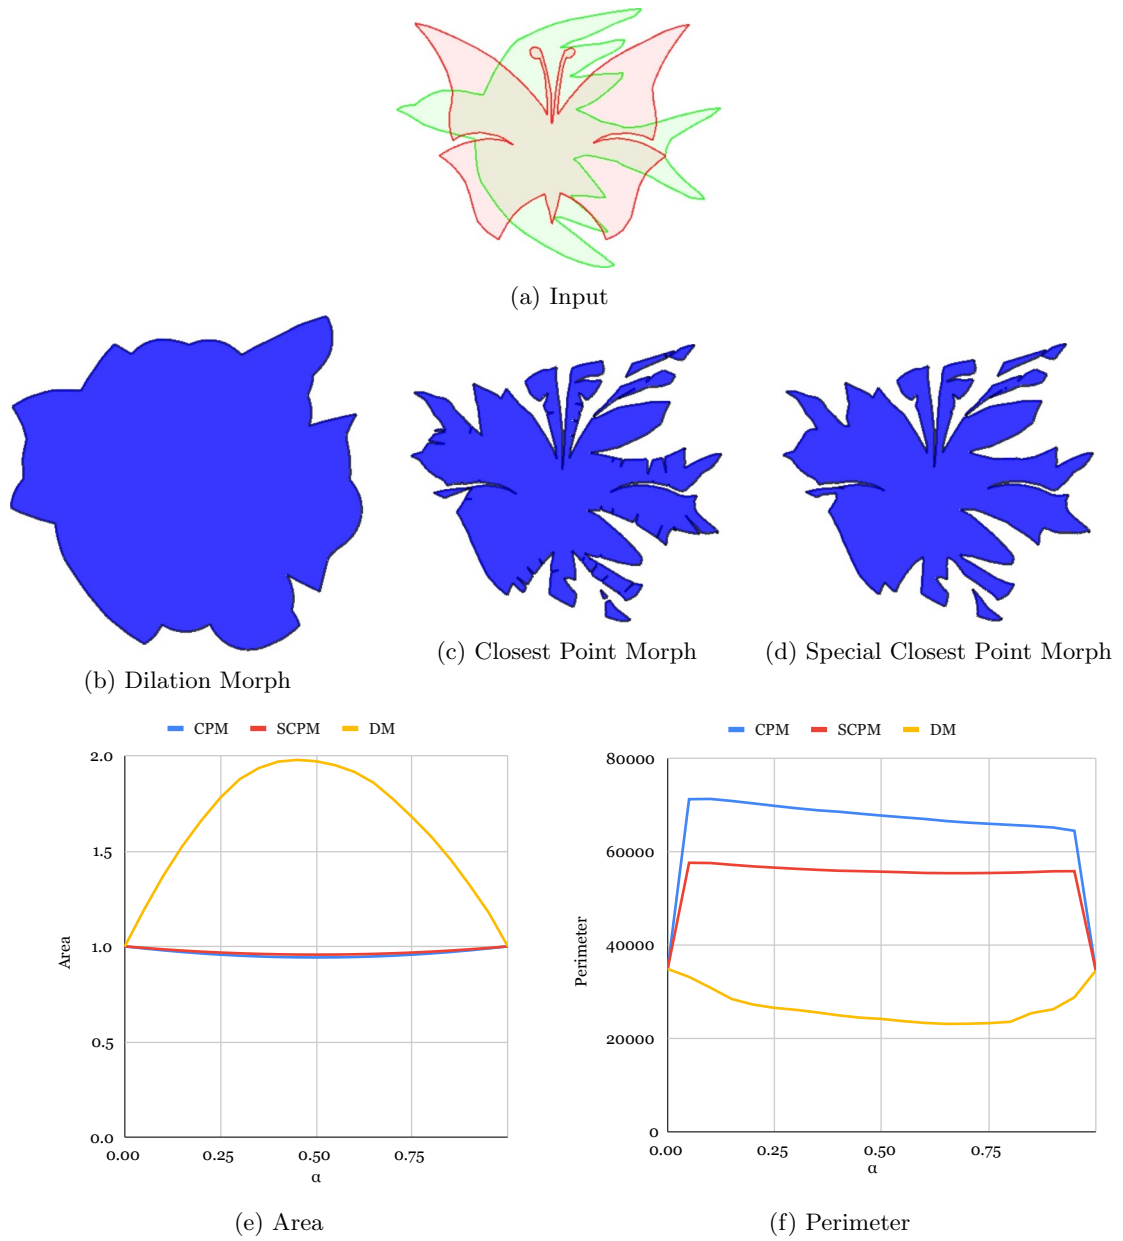 (a) Input
(b) Dilation Morph
(c) Closest Point Morph
(d) Special Closest Point Morph
CPM SCPM DM
2.0
1.5
1.0
0.5
0.0
Area
0.00 0.25 0.50 0.75
α
(e) Area
CPM SCPM DM
80000
60000
40000
20000
0
Perimeter
0.00 0.25 0.50 0.75
α
(f) Perimeter